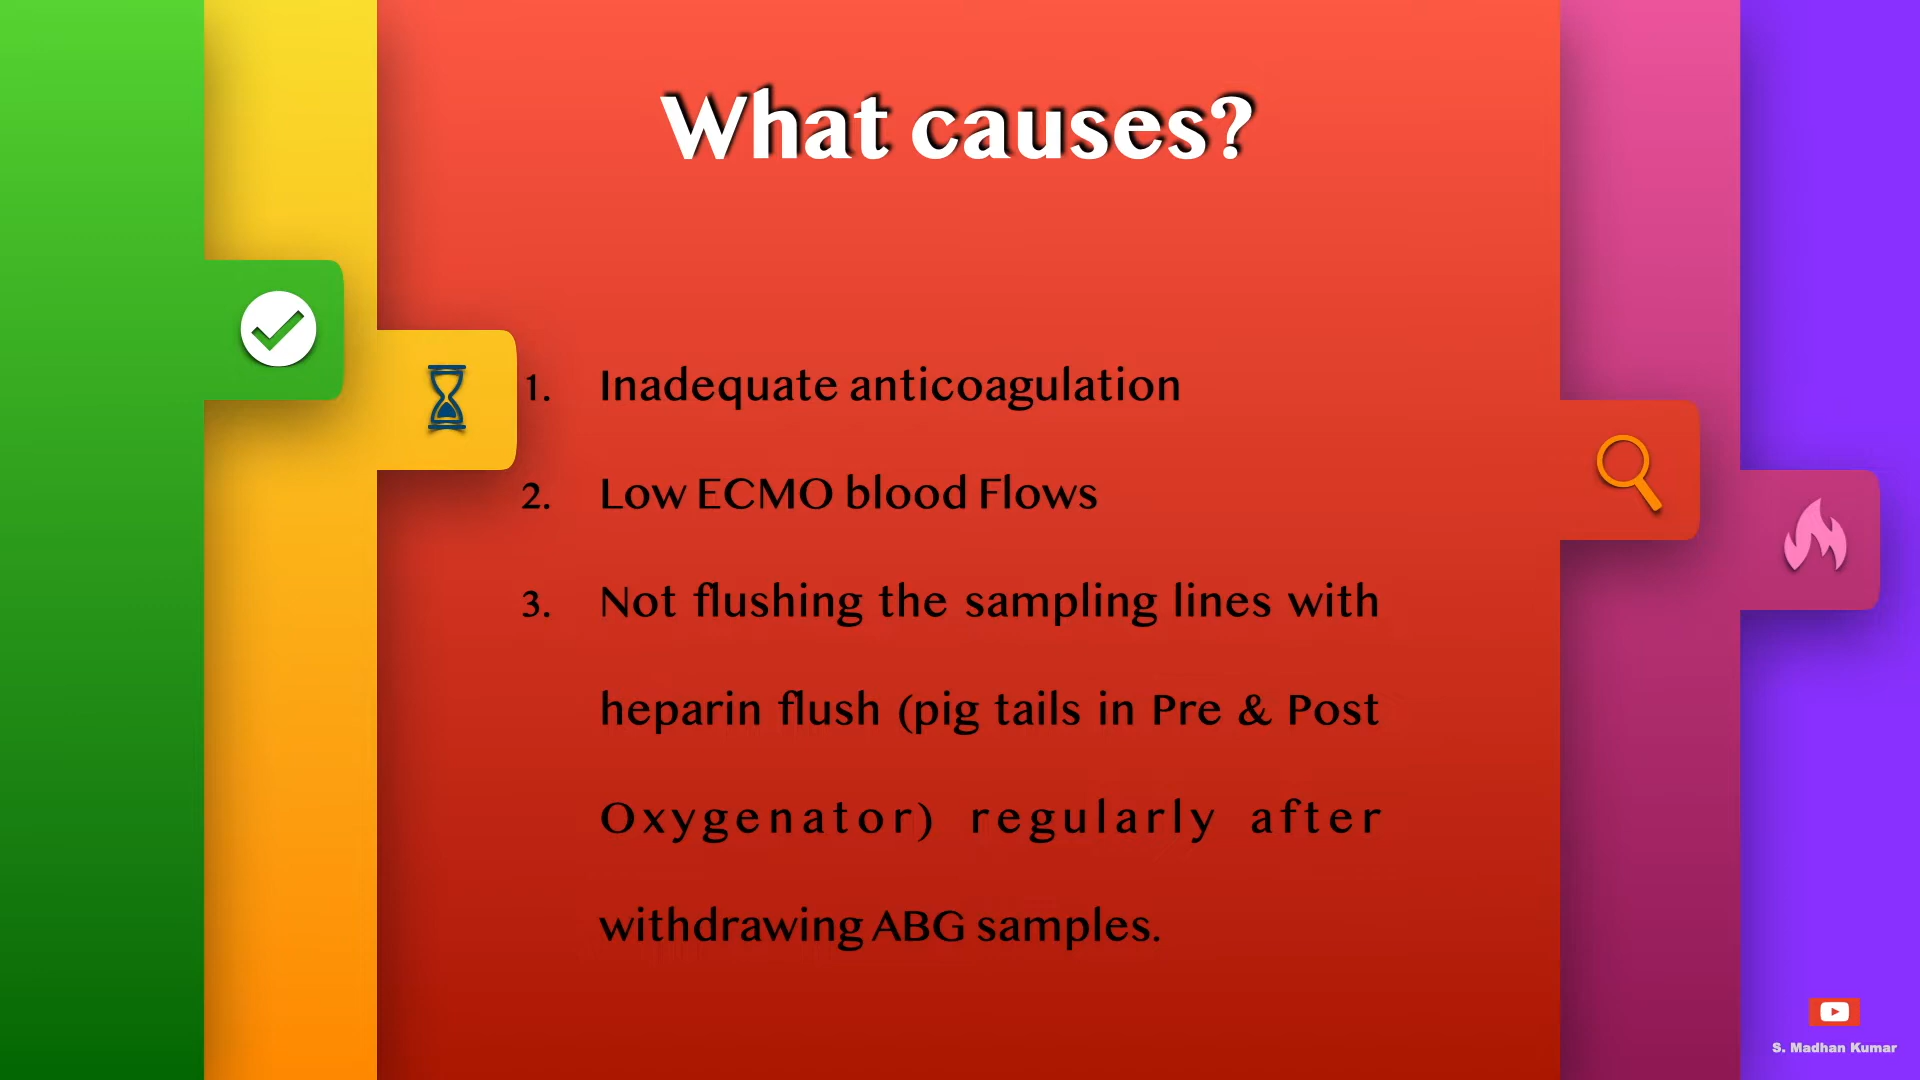 What causes?
1. Inadequate anticoagulation
2. Low ECMO blood Flows
3. Not flushing the sampling lines with
heparin flush (pig tails in Pre & Post
Oxygenator) regularly after
withdrawing ABG samples.
S. Madhan Kumar